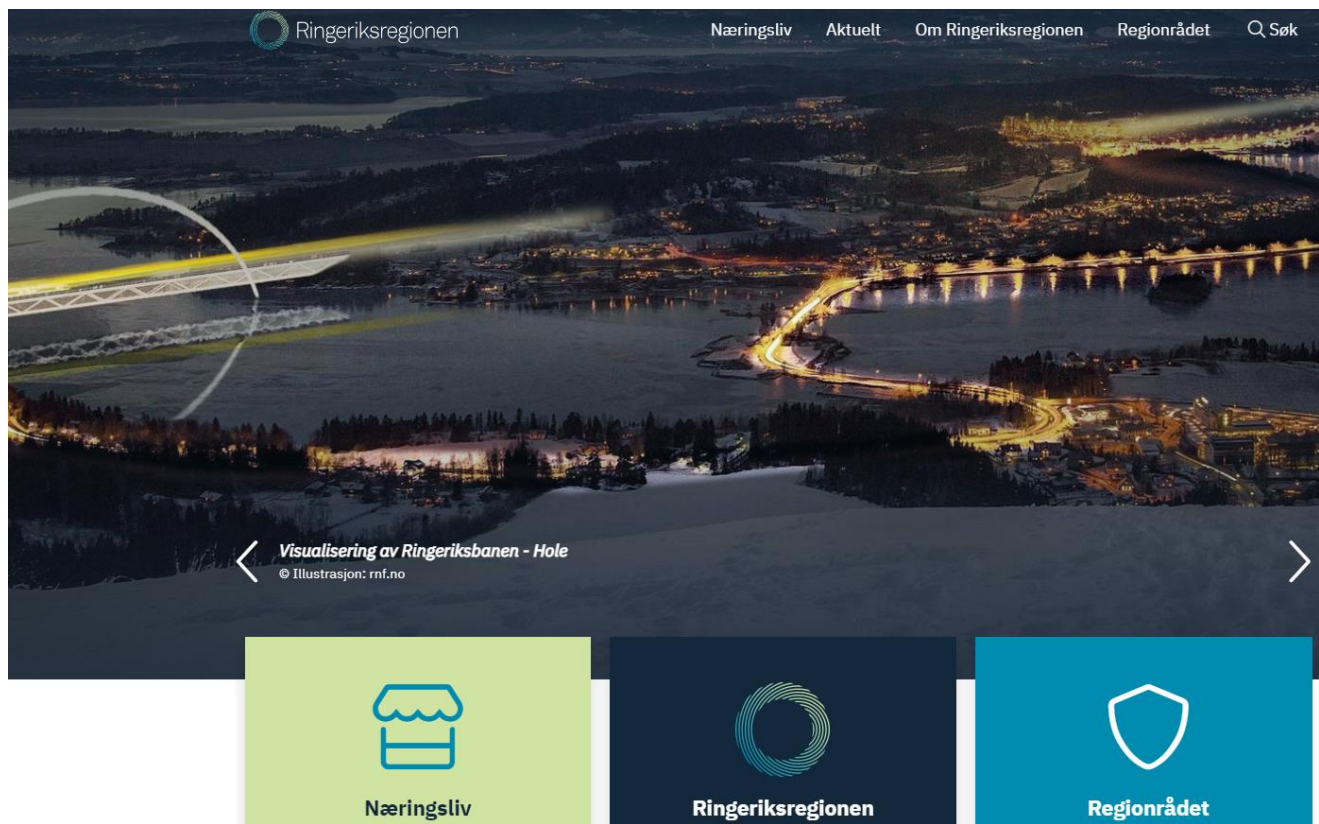 Ringeriksregionen
Næringsliv Aktuelt Om Ringeriksregionen Regionrådet Søk
Visualisering av Ringeriksbanen - Hole
© Illustrasjon: rnf.no
Næringsliv
Ringeriksregionen
Regionrådet